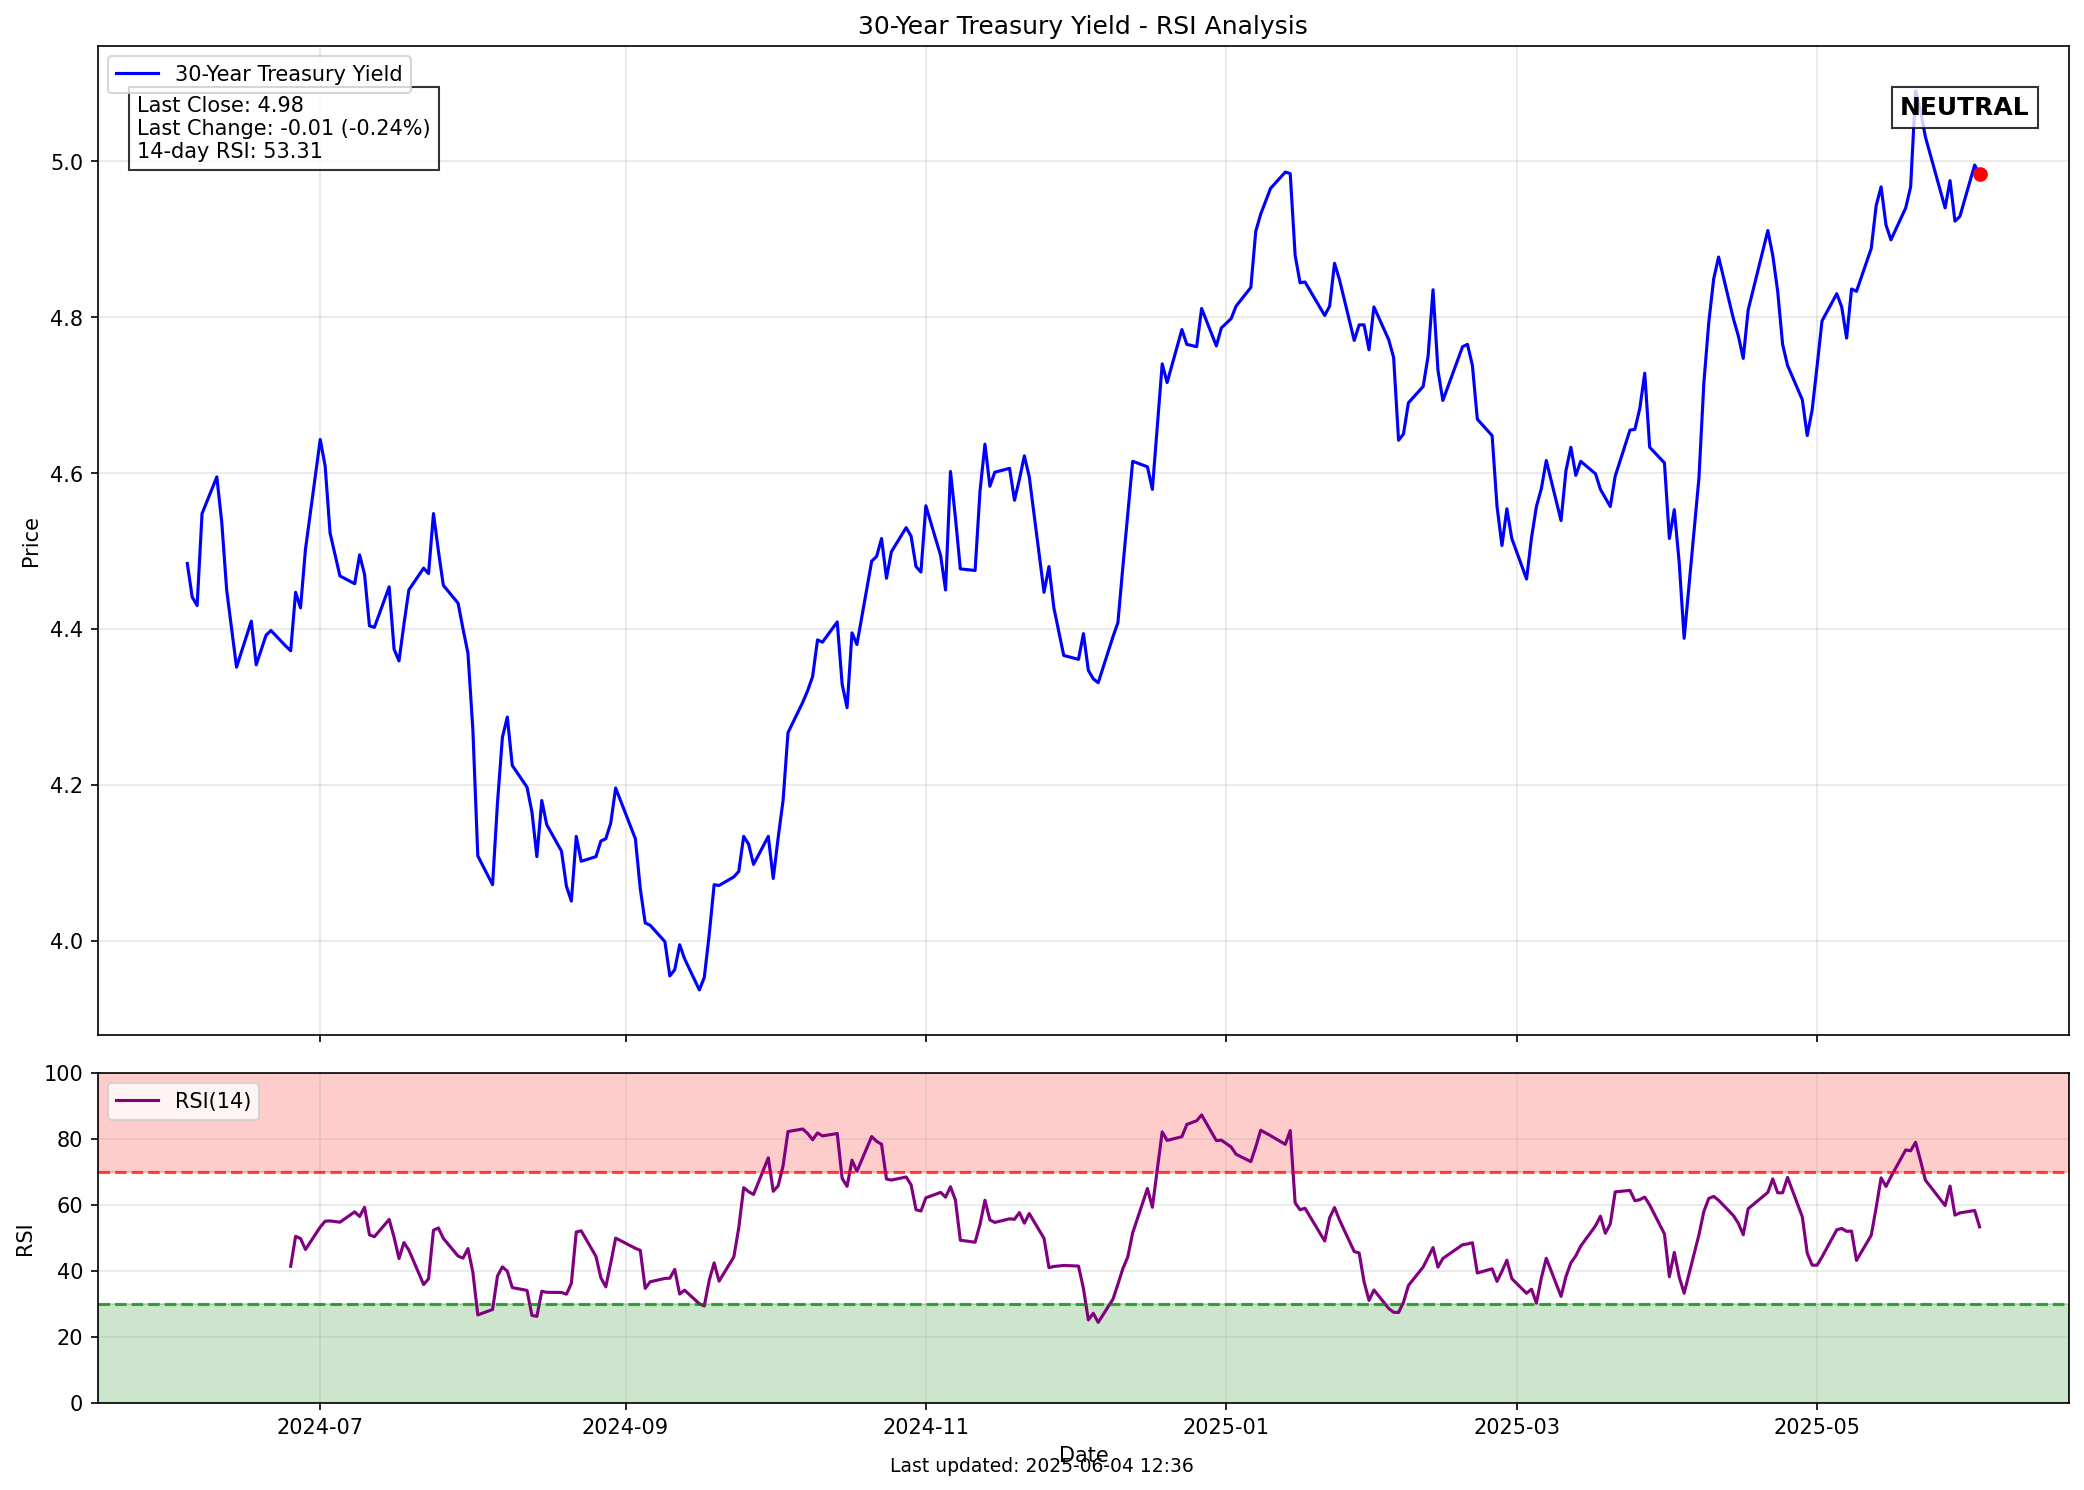 30-Year Treasury Yield - RSI Analysis
30-Year Treasury Yield
Last Close: 4.98
Last Change: -0.01 (-0.24%)
14-day RSI: 53.31
NEUTRAL
Price
5.0
4.8
4.6
4.4
4.2
4.0
RSI(14)
RSI
100
80
60
40
20
0
2024-07
2024-09
2024-11
2025-01
2025-03
2025-05
Date
Last updated: 2025-06-04 12:36